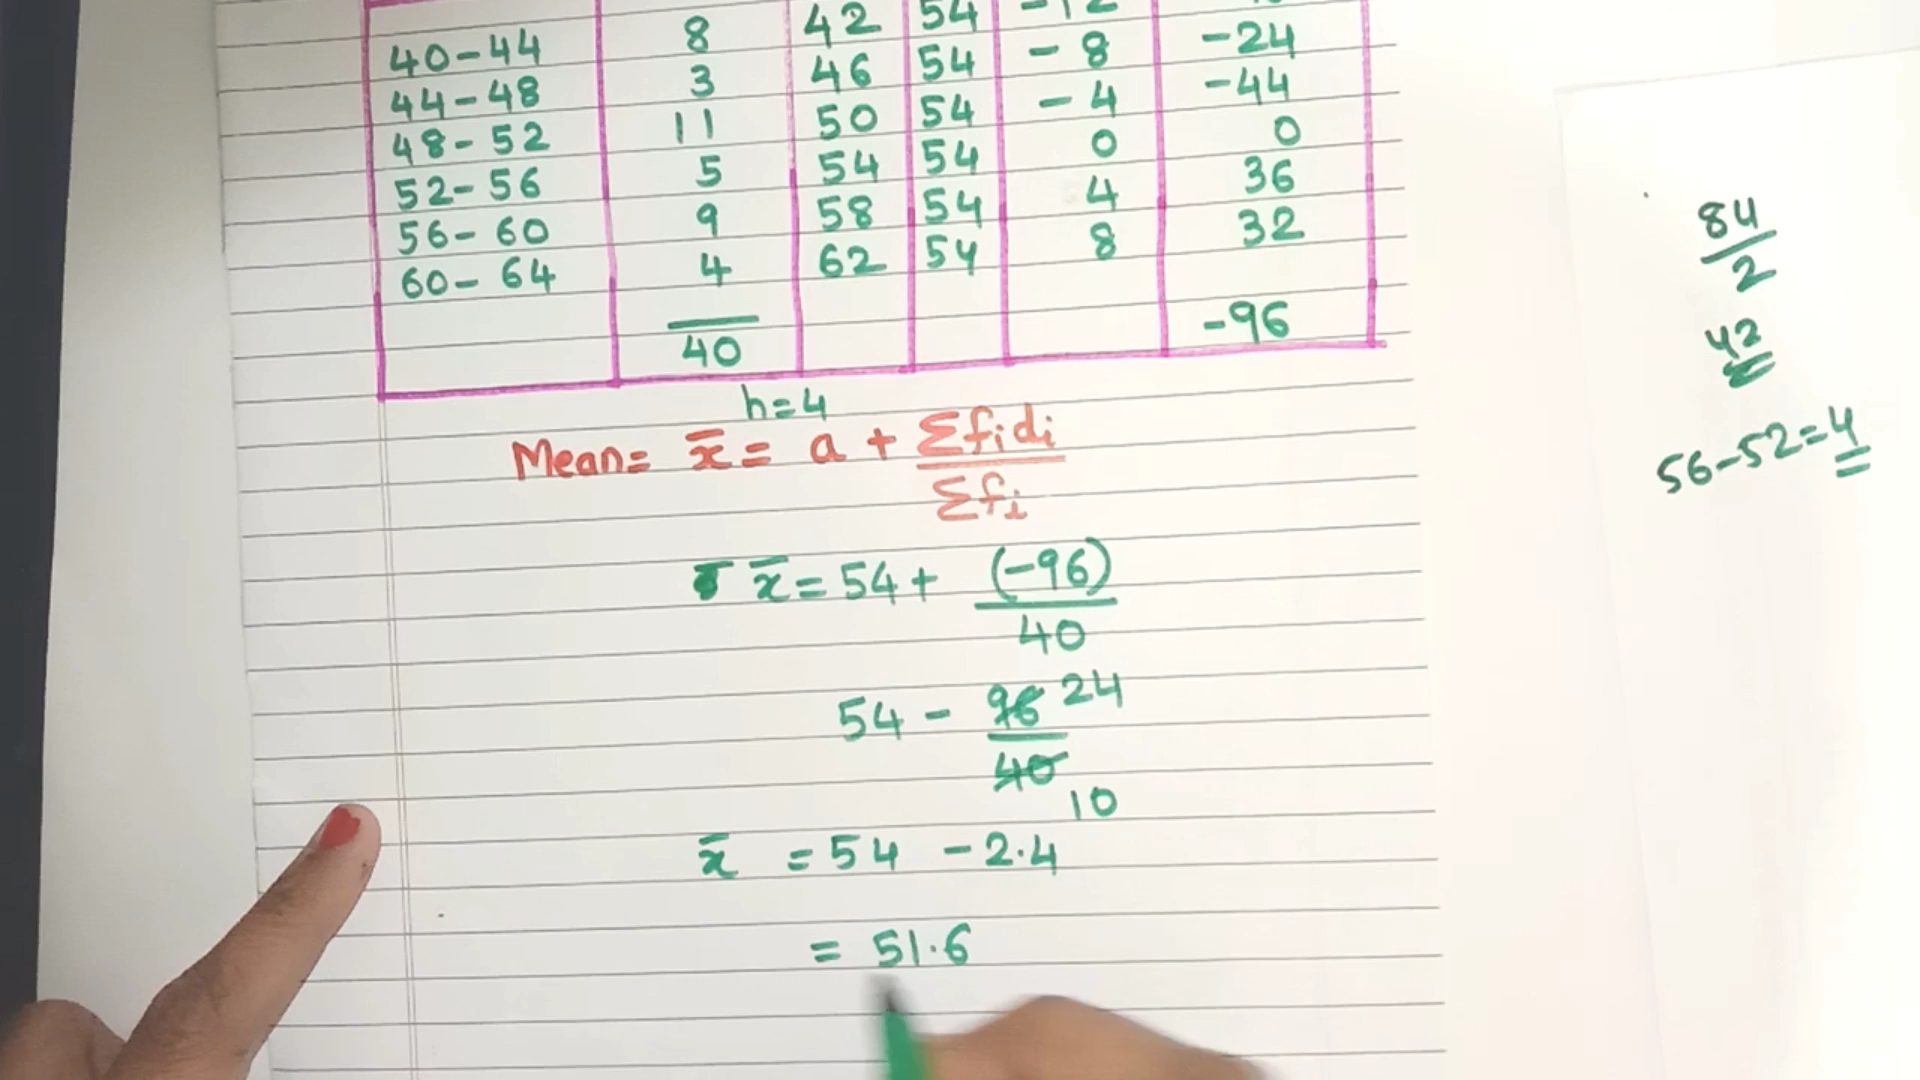 40-44 8 42 54 -12
44-48 3 46 54 -8 -24
48-52 11 50 54 -4 -44
52-56 5 54 54 0 0
56-60 9 58 54 4 36
60-64 4 62 54 8 32
40 -96
h=4
Mean= x̄ = a + Σfidi / Σfi
x̄ = 54 + (-96) / 40
54 - 96 24 / 40 10
x̄ = 54 - 2.4
= 51.6
84 / 2
42
56-52=4